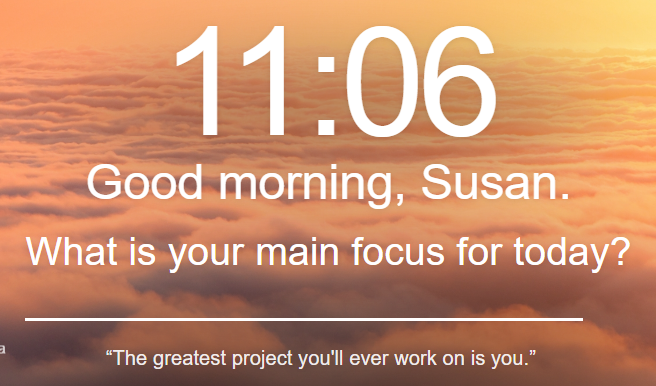 11:06
Good morning, Susan.
What is your main focus for today?
“The greatest project you'll ever work on is you.”